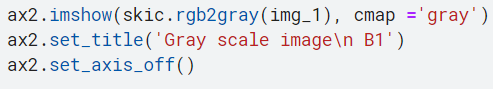 ax2.imshow(skic.rgb2gray(img_1), cmap ='gray')
ax2.set_title('Gray scale image\n B1')
ax2.set_axis_off()